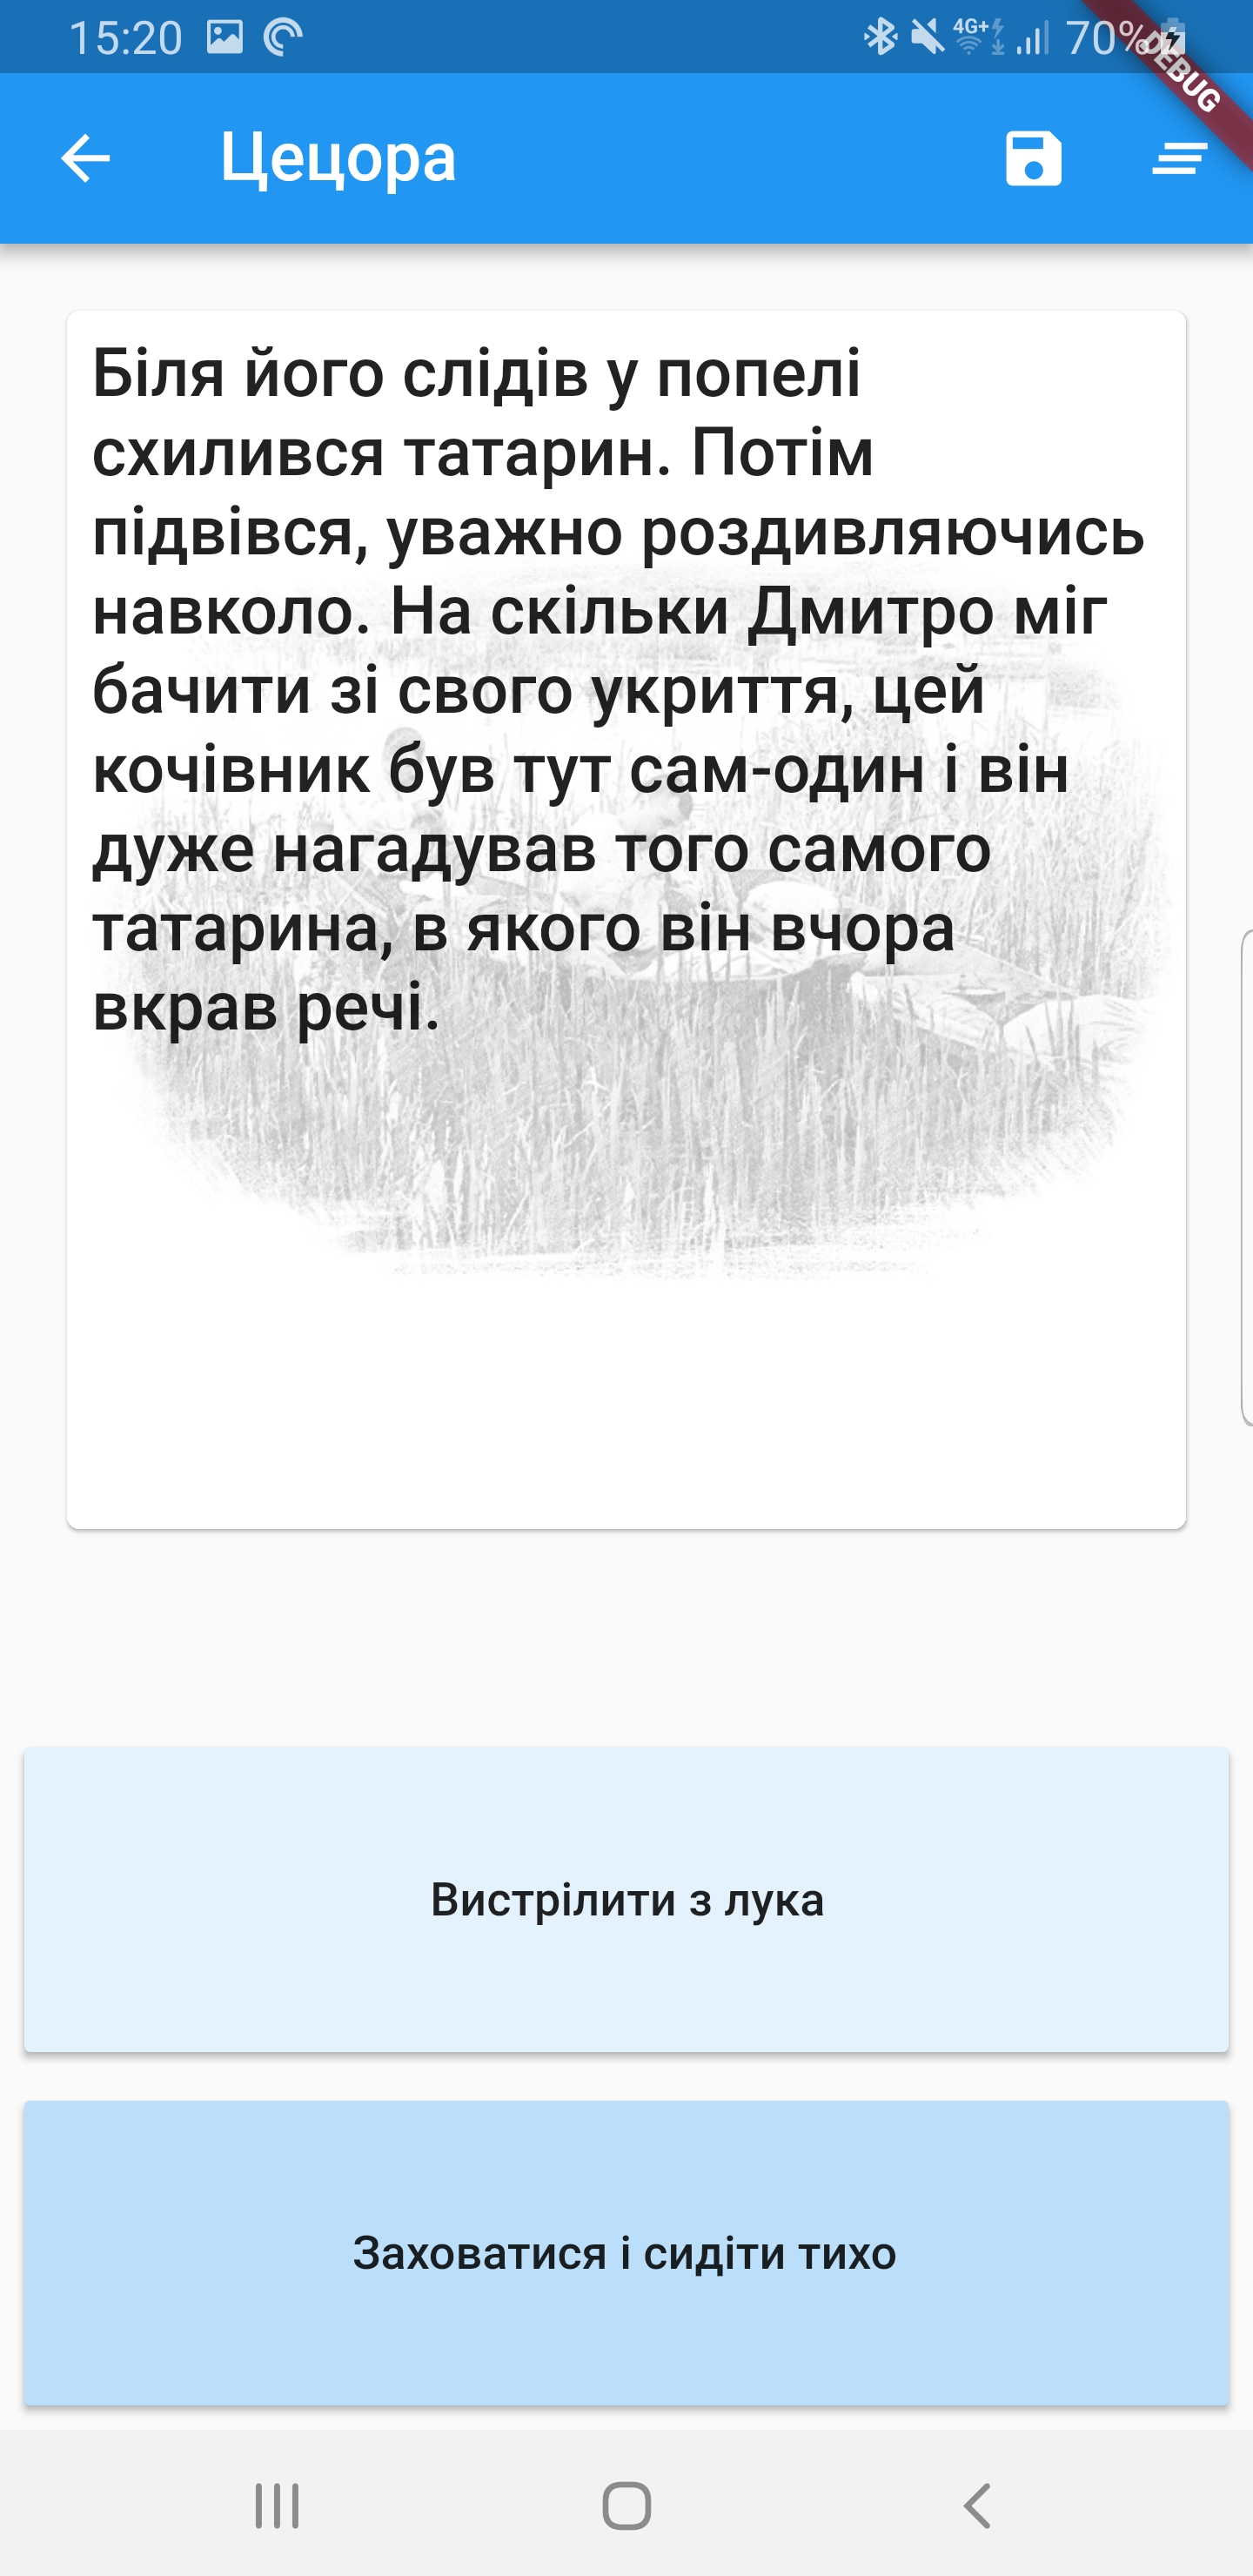 15:20
4G+
70%
DEBUG
Цецора
Біля його слідів у попелі
схилився татарин. Потім
підвівся, уважно роздивляючись
навколо. На скільки Дмитро міг
бачити зі свого укриття, цей
кочівник був тут сам-один і він
дуже нагадував того самого
татарина, в якого він вчора
вкрав речі.
Вистрілити з лука
Заховатися і сидіти тихо